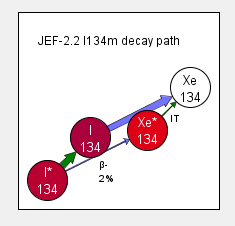 JEF-2.2 I134m decay path
Xe
134
I
134
Xe*
134
IT
I*
134
β-
2%